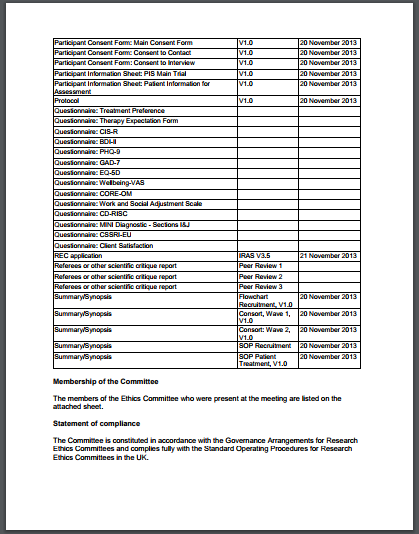 Participant Consent Form: Main Consent Form V1.0 20 November 2013
Participant Consent Form: Consent to Contact V1.0 20 November 2013
Participant Consent Form: Consent to Interview V1.0 20 November 2013
Participant Information Sheet: PIS Main Trial V1.0 20 November 2013
Participant Information Sheet: Patient Information for V1.0 20 November 2013
Assessment
Protocol V1.0 20 November 2013
Questionnaire: Treatment Preference
Questionnaire: Therapy Expectation Form
Questionnaire: CIS-R
Questionnaire: BDI-II
Questionnaire: PHQ-9
Questionnaire: GAD-7
Questionnaire: EQ-5D
Questionnaire: Wellbeing-VAS
Questionnaire: CORE-OM
Questionnaire: Work and Social Adjustment Scale
Questionnaire: CD-RISC
Questionnaire: MINI Diagnostic - Sections I&J
Questionnaire: CSSRI-EU
Questionnaire: Client Satisfaction
REC application IRAS V3.5 21 November 2013
Referees or other scientific critique report Peer Review 1
Referees or other scientific critique report Peer Review 2
Referees or other scientific critique report Peer Review 3
Summary/Synopsis Flowchart 20 November 2013
Recruitment, V1.0
Summary/Synopsis Consort, Wave 1, 20 November 2013
V1.0
Summary/Synopsis Consort: Wave 2, 20 November 2013
V1.0
Summary/Synopsis SOP Recruitment 20 November 2013
Summary/Synopsis SOP Patient 20 November 2013
Treatment, V1.0
Membership of the Committee
The members of the Ethics Committee who were present at the meeting are listed on the
attached sheet.
Statement of compliance
The Committee is constituted in accordance with the Governance Arrangements for Research
Ethics Committees and complies fully with the Standard Operating Procedures for Research
Ethics Committees in the UK.